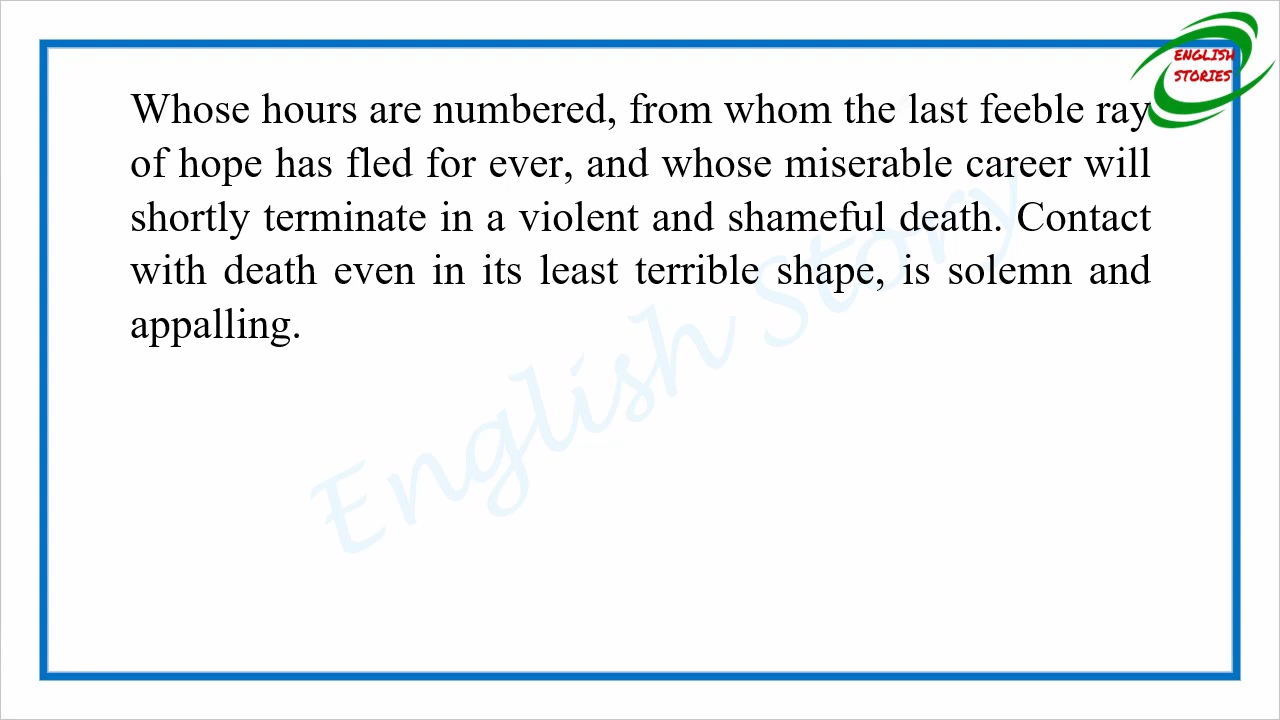 ENGLISH
STORIES
Whose hours are numbered, from whom the last feeble ray
of hope has fled for ever, and whose miserable career will
shortly terminate in a violent and shameful death. Contact
with death even in its least terrible shape, is solemn and
appalling.
English Story